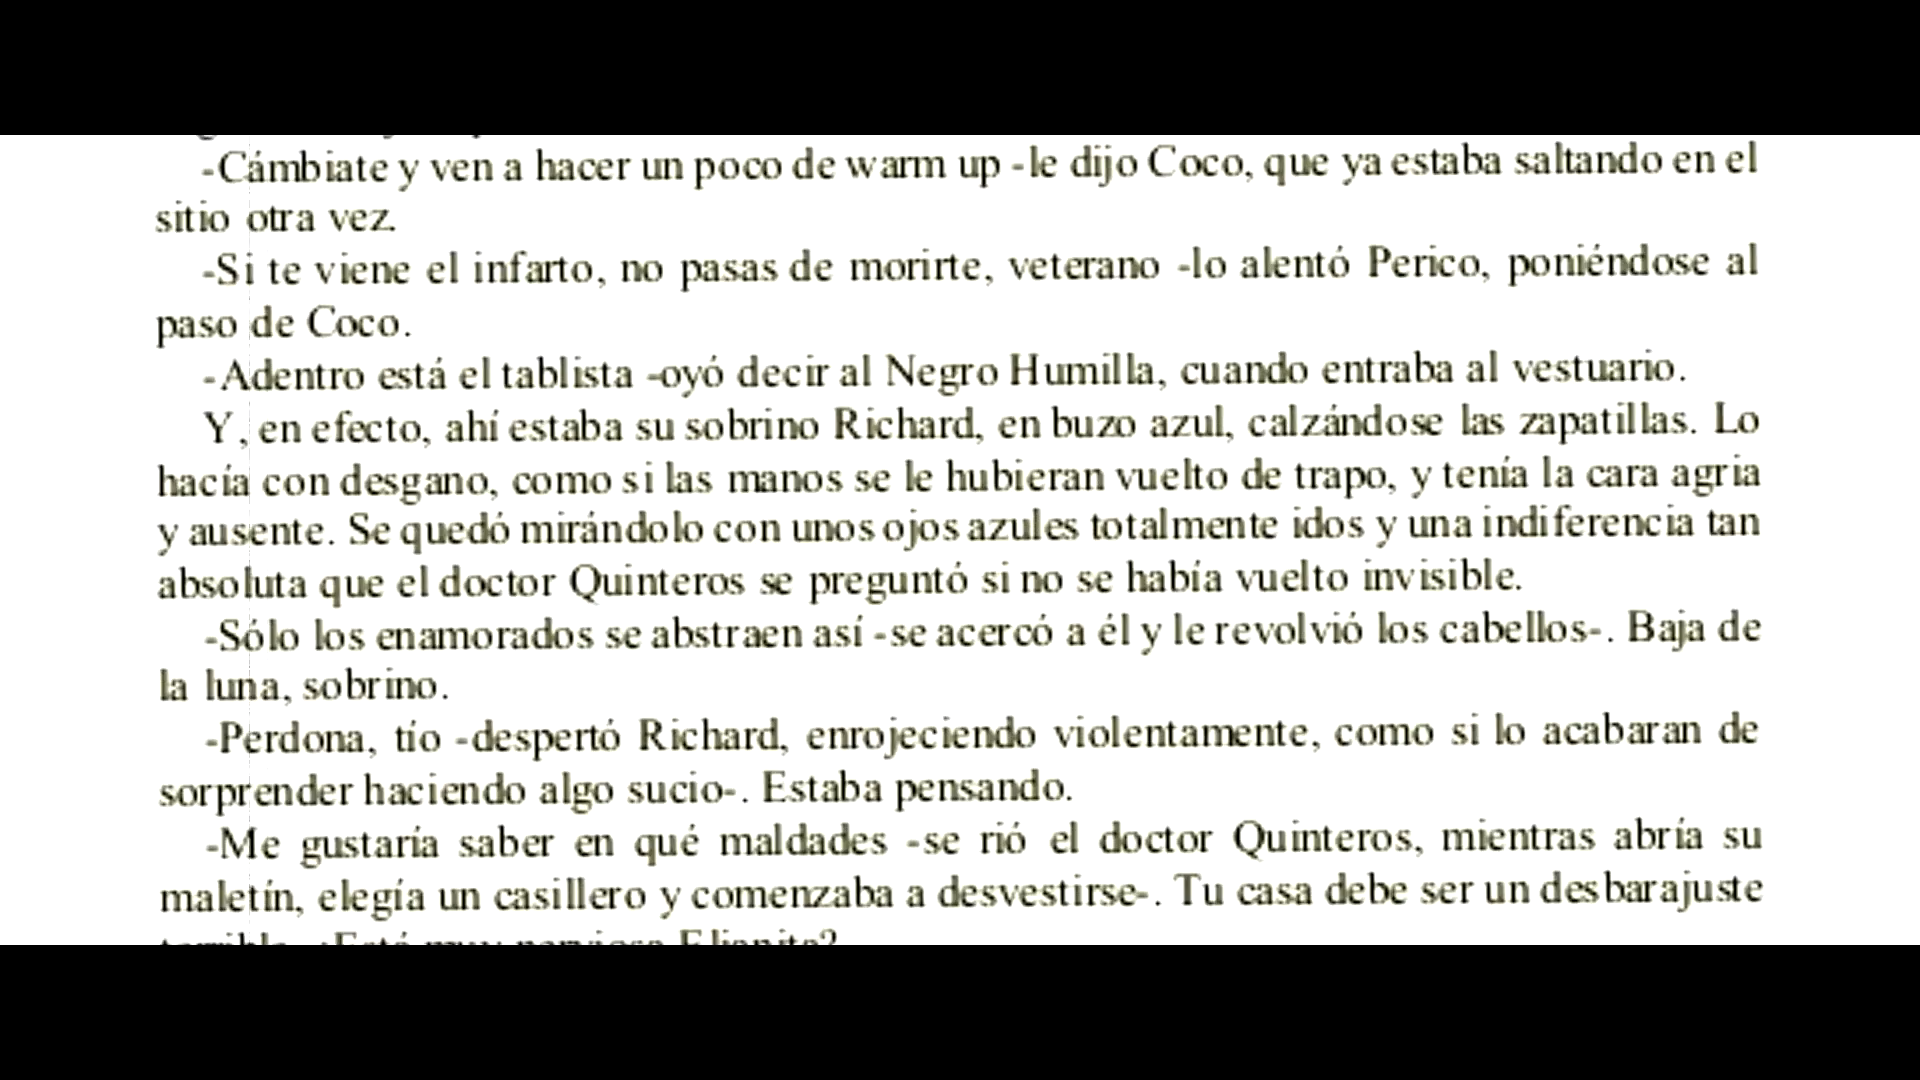 -Cámbiate y ven a hacer un poco de warm up -le dijo Coco, que ya estaba saltando en el
sitio otra vez.
-Si te viene el infarto, no pasas de morirte, veterano -lo alentó Perico, poniéndose al
paso de Coco.
-Adentro está el tablista -oyó decir al Negro Humilla, cuando entraba al vestuario.
Y, en efecto, ahí estaba su sobrino Richard, en buzo azul, calzándose las zapatillas. Lo
hacía con desgano, como si las manos se le hubieran vuelto de trapo, y tenía la cara agria
y ausente. Se quedó mirándolo con unos ojos azules totalmente idos y una indiferencia tan
absoluta que el doctor Quinteros se preguntó si no se había vuelto invisible.
-Sólo los enamorados se abstraen así -se acercó a él y le revolvió los cabellos-. Baja de
la luna, sobrino.
-Perdona, tío -despertó Richard, enrojeciendo violentamente, como si lo acabaran de
sorprender haciendo algo sucio-. Estaba pensando.
-Me gustaría saber en qué maldades -se rió el doctor Quinteros, mientras abría su
maletín, elegía un casillero y comenzaba a desvestirse-. Tu casa debe ser un desbarajuste